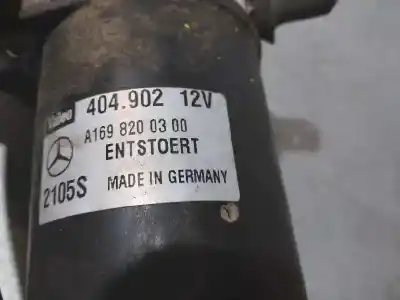 Valeo 404.902 12V
A169 820 03 00
ENTSTOERT
2105S MADE IN GERMANY